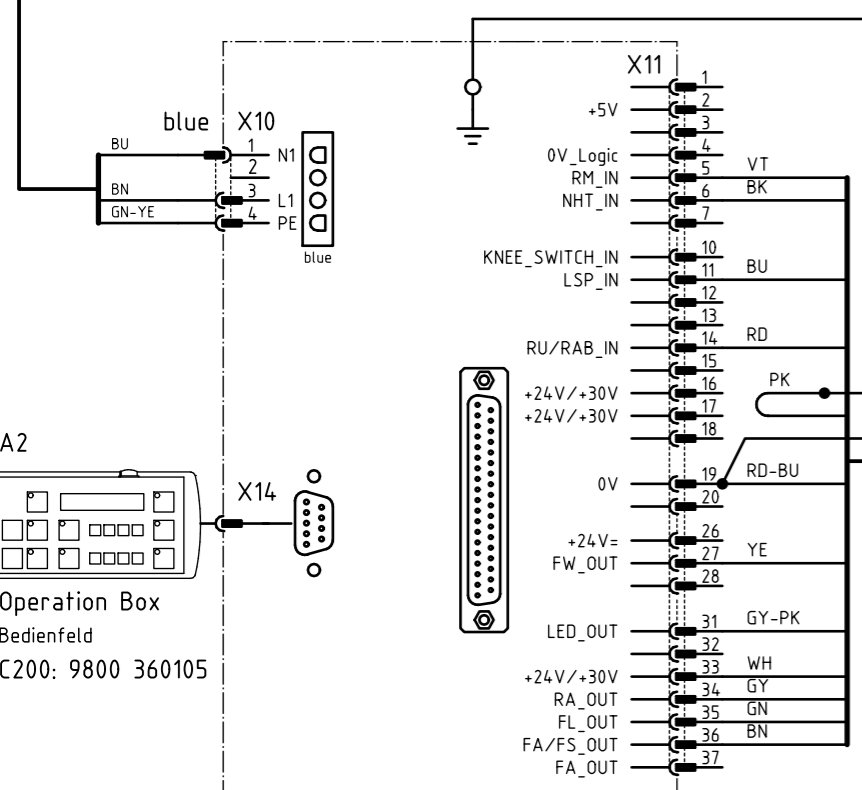 blue X10
BU 1 N1
2
BN 3 L1
GN-YE 4 PE
blue
A2
X14
Operation Box
Bedienfeld
C200: 9800 360105
X11
1
+5V 2
3
0V_Logic 4
RM_IN 5 VT
NHT_IN 6 BK
7
KNEE_SWITCH_IN 10
LSP_IN 11 BU
12
13
RU/RAB_IN 14 RD
15
+24V/+30V 16 PK
+24V/+30V 17
18
0V 19 RD-BU
20
+24V= 26
FW_OUT 27 YE
28
LED_OUT 31 GY-PK
32
+24V/+30V 33 WH
RA_OUT 34 GY
FL_OUT 35 GN
FA/FS_OUT 36 BN
FA_OUT 37